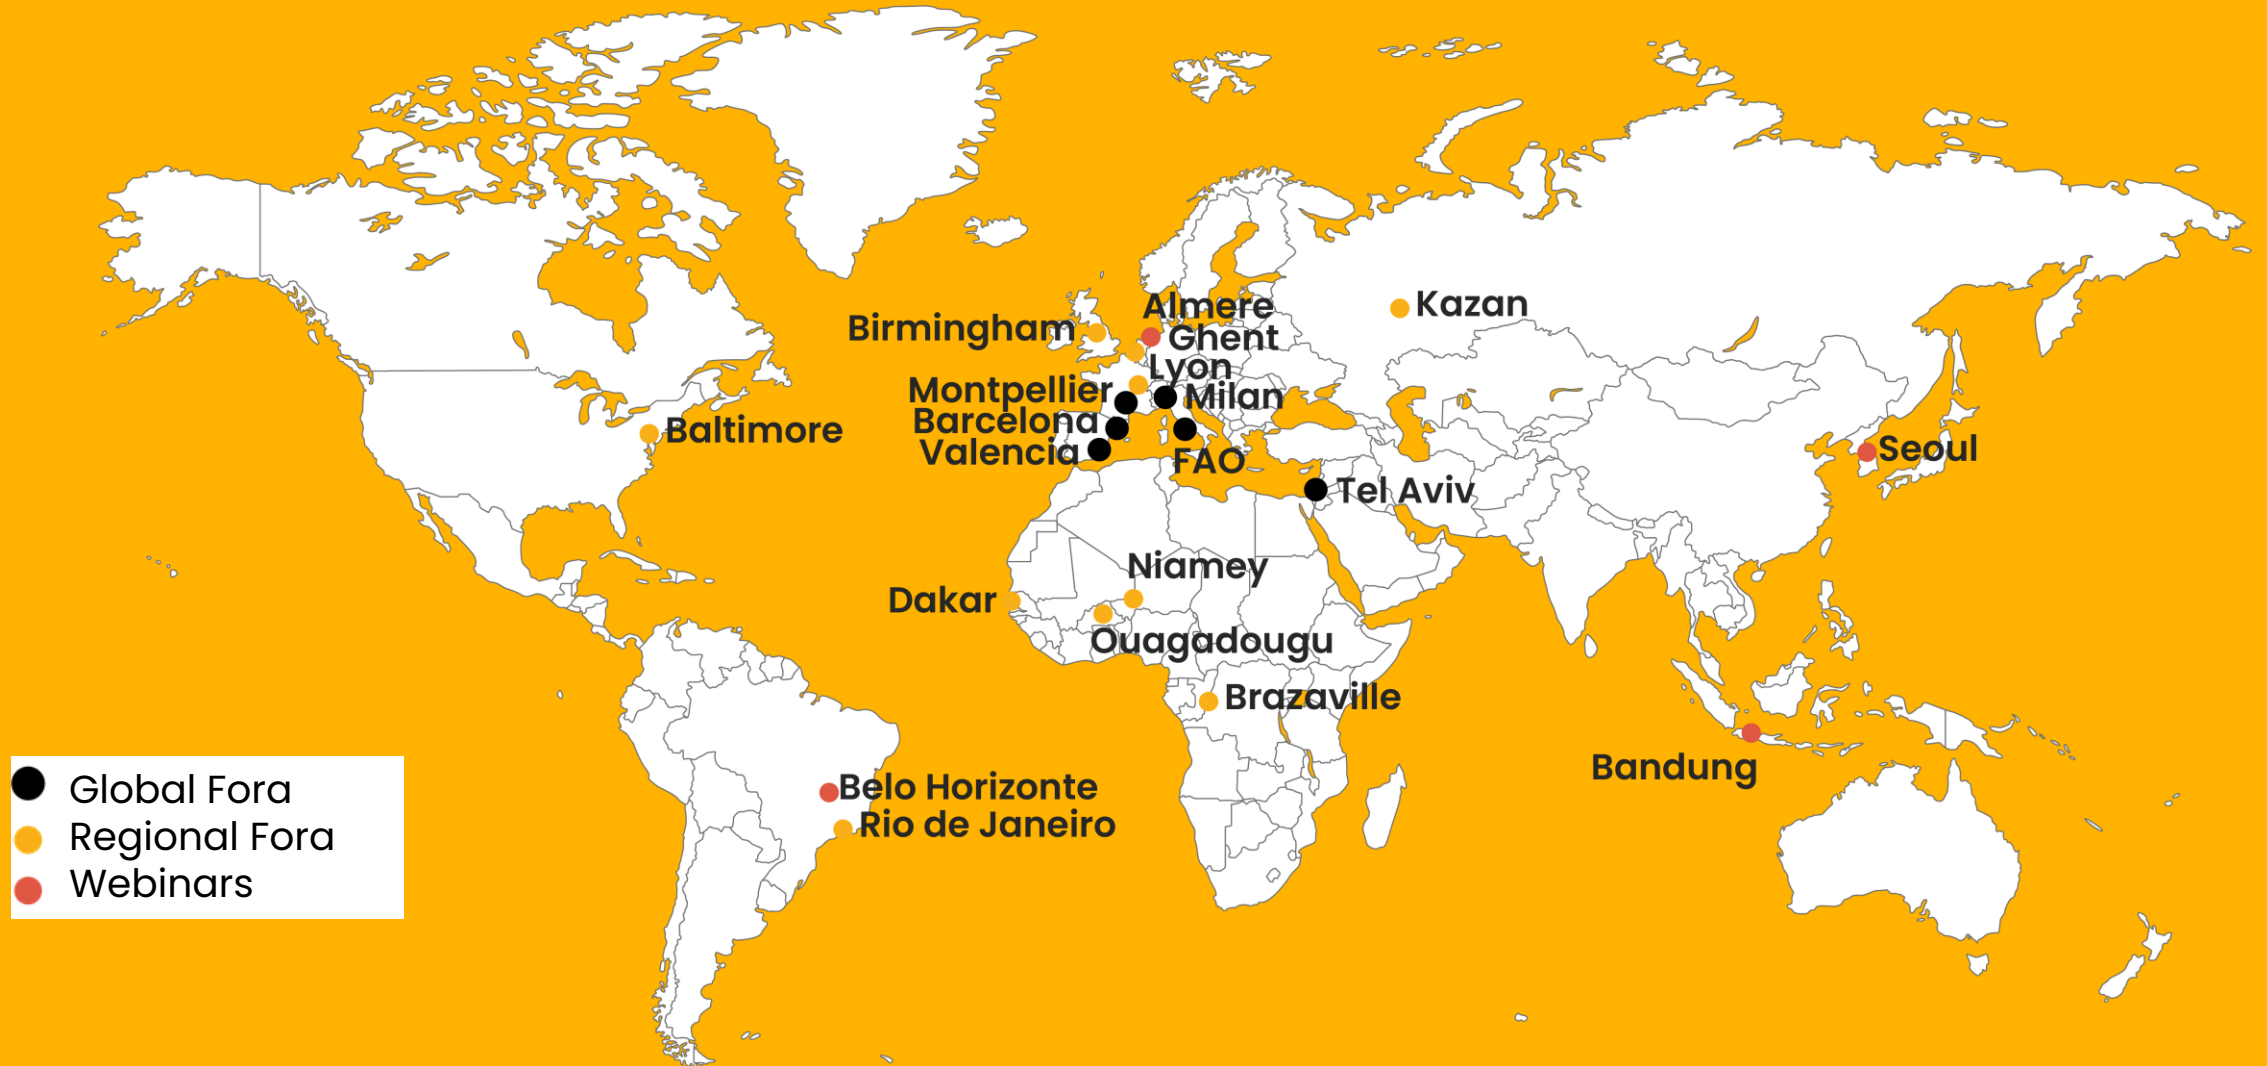 Almere
Kazan
Birmingham
Ghent
Lyon
Montpellier
Milan
Barcelona
Baltimore
Valencia
FAO
Seoul
Tel Aviv
Niamey
Dakar
Ouagadougu
Brazaville
Bandung
Belo Horizonte
Rio de Janeiro
Global Fora
Regional Fora
Webinars